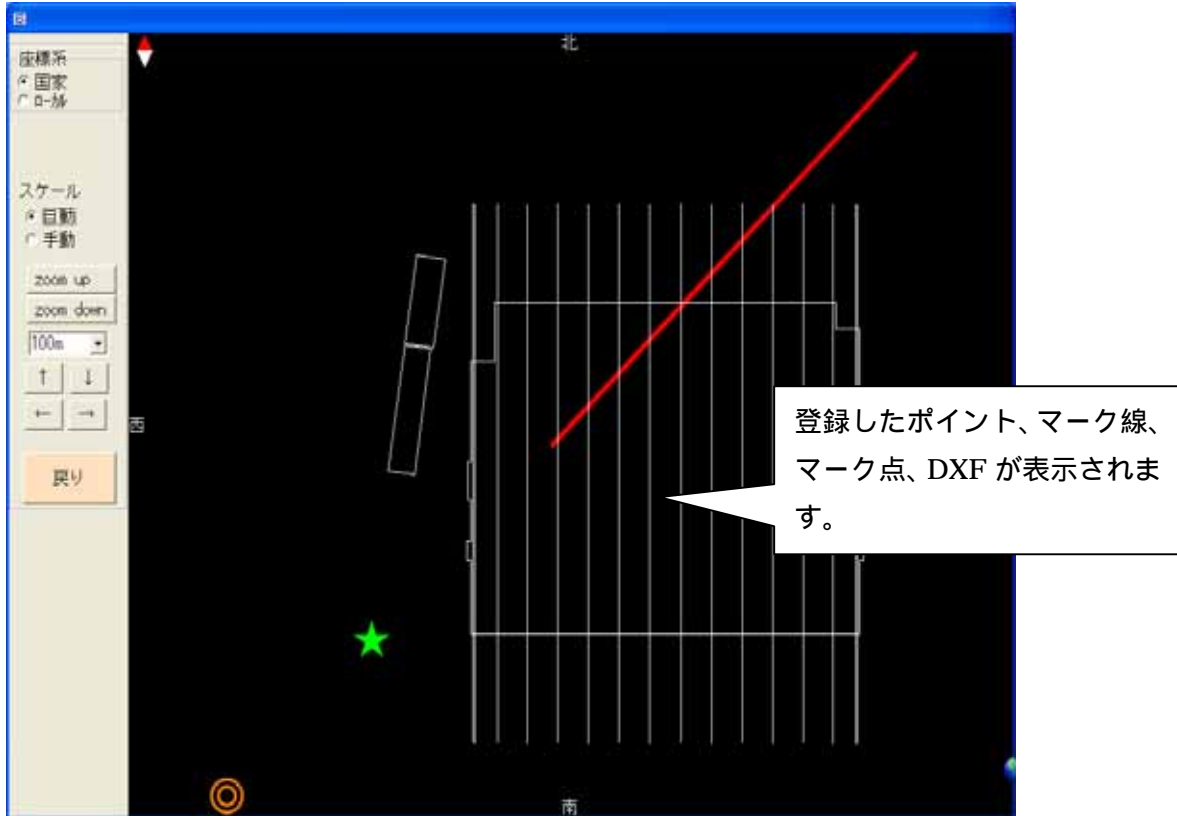 図
座標系
国家
ローカル
スケール
自動
手動
zoom up
zoom down
100m
↑ ↓
← →
戻り
北
西
南
登録したポイント、マーク線、
マーク点、DXF が表示されま
す。